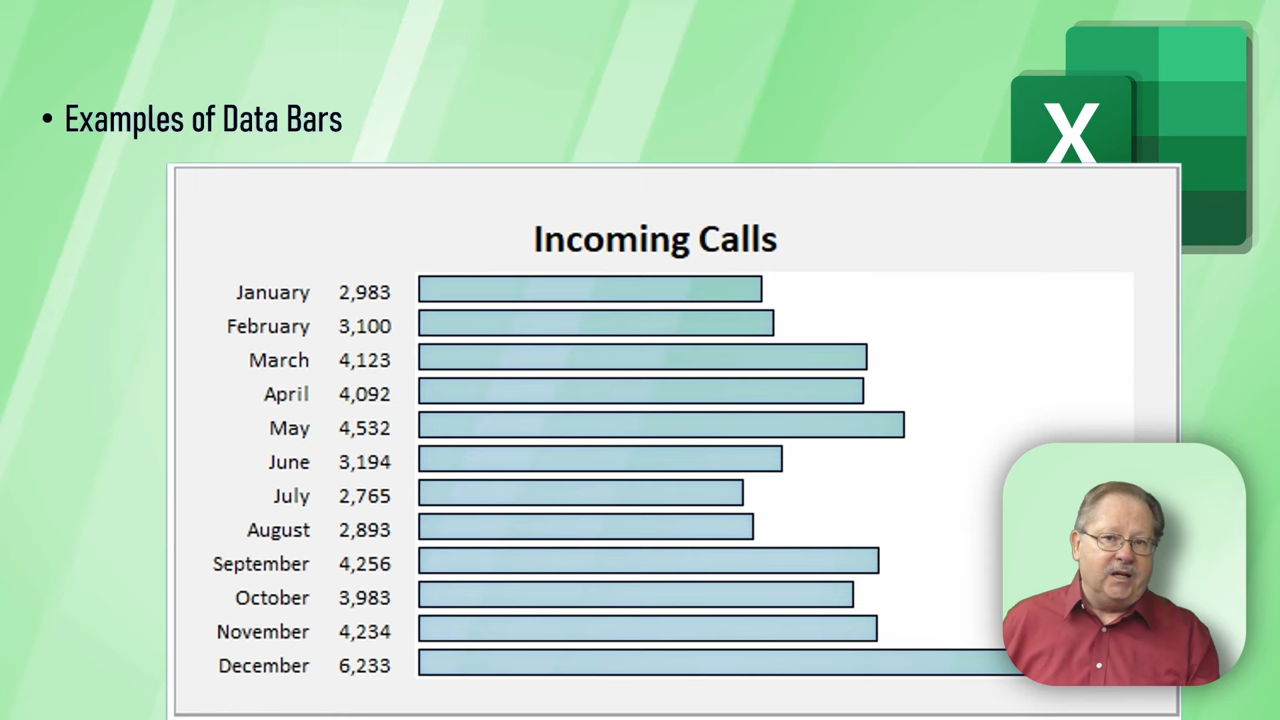 • Examples of Data Bars
X
Incoming Calls
January 2,983
February 3,100
March 4,123
April 4,092
May 4,532
June 3,194
July 2,765
August 2,893
September 4,256
October 3,983
November 4,234
December 6,233